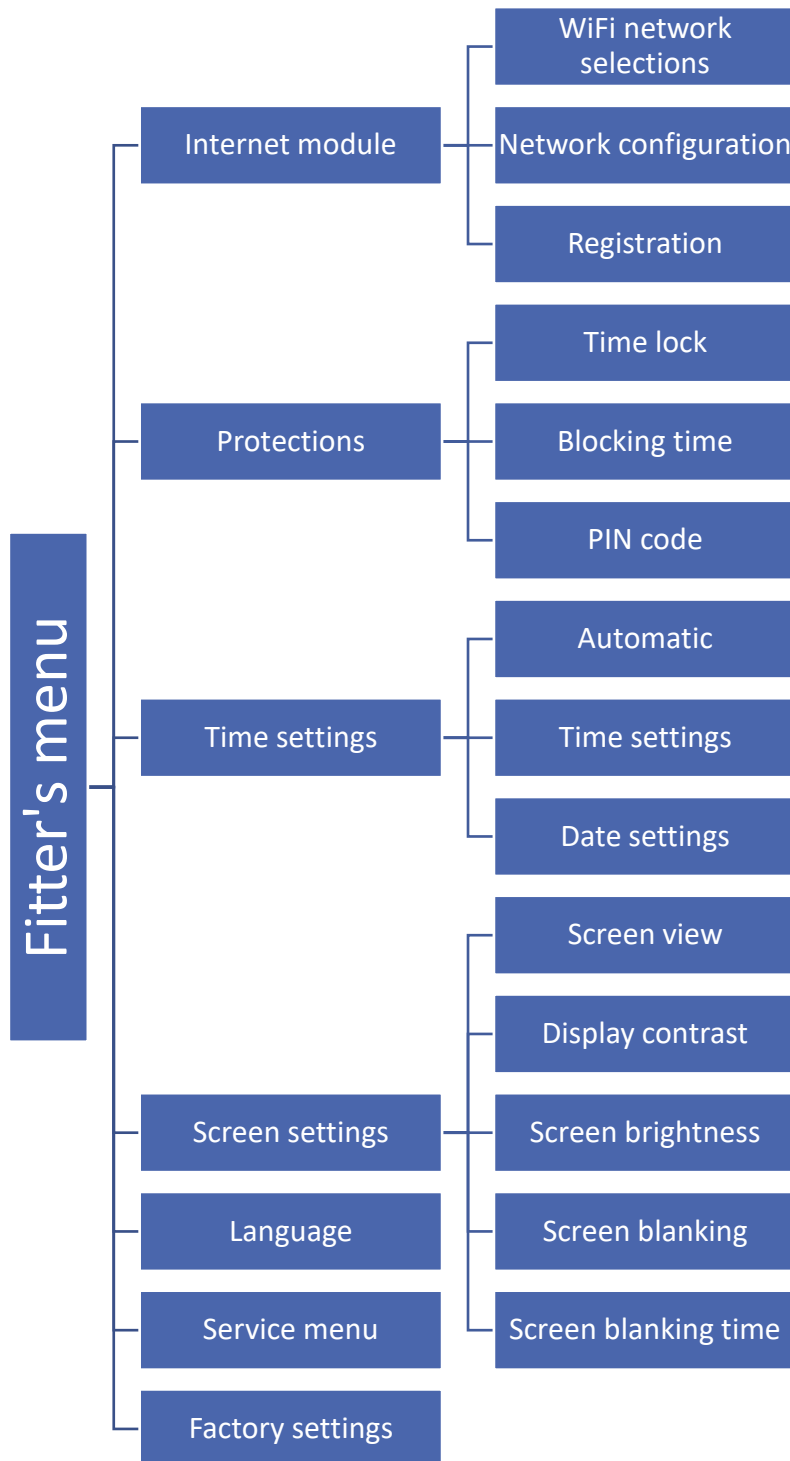 Fitter's menu
Internet module
WiFi network
selections
Network configuration
Registration
Protections
Time lock
Blocking time
PIN code
Time settings
Automatic
Time settings
Date settings
Screen settings
Screen view
Display contrast
Screen brightness
Screen blanking
Screen blanking time
Language
Service menu
Factory settings